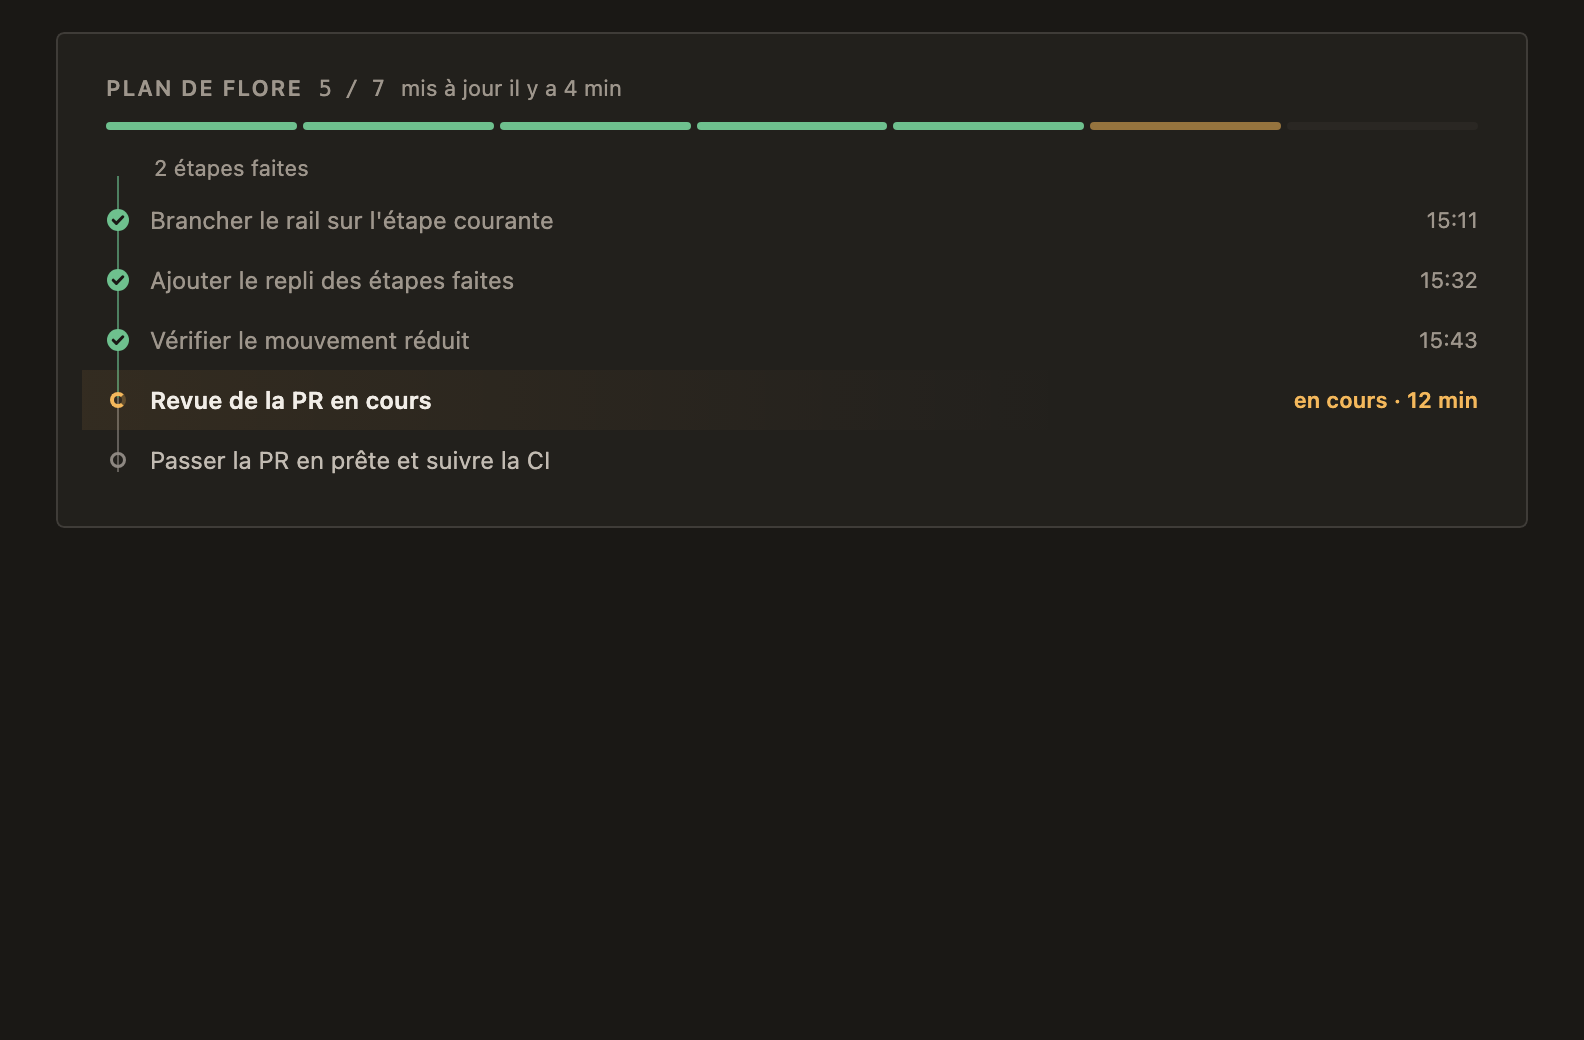 PLAN DE FLORE 5 / 7 mis à jour il y a 4 min
2 étapes faites
Brancher le rail sur l'étape courante 15:11
Ajouter le repli des étapes faites 15:32
Vérifier le mouvement réduit 15:43
Revue de la PR en cours en cours · 12 min
Passer la PR en prête et suivre la CI